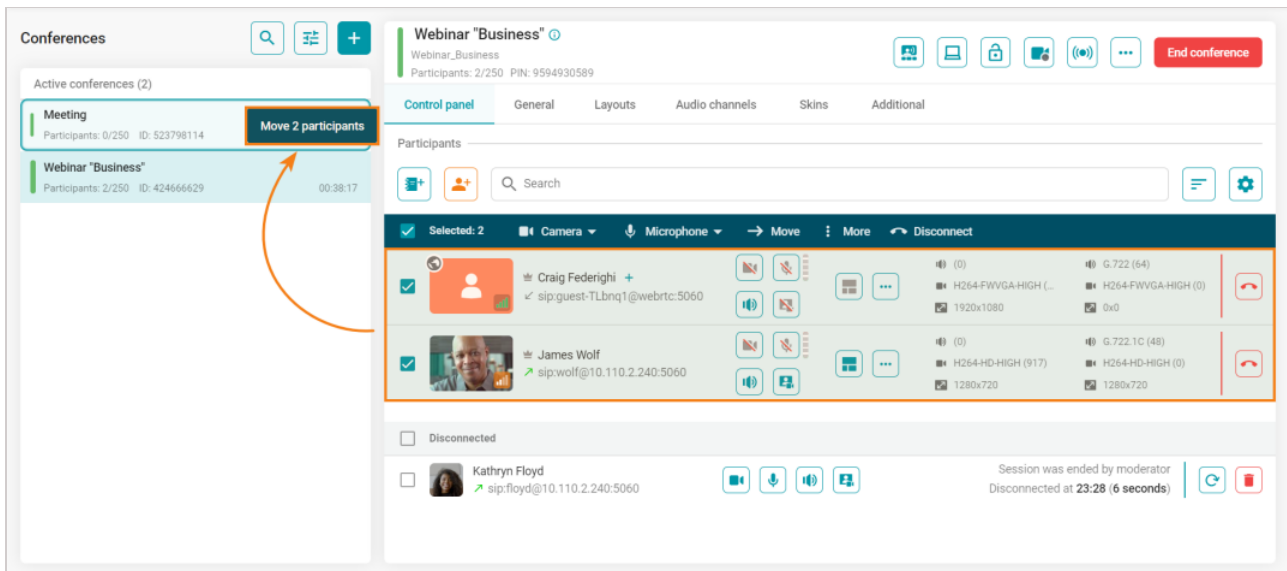 Conferences
Active conferences (2)
Meeting
Participants: 0/250 ID: 523798114
Move 2 participants
Webinar "Business"
Participants: 2/250 ID: 424666629 00:38:17
Webinar "Business"
Webinar_Business
Participants: 2/250 PIN: 9594930589
End conference
Control panel General Layouts Audio channels Skins Additional
Participants
Search
Selected: 2 Camera Microphone Move More Disconnect
Craig Federighi +
sip:guest-TLbnq1@webrtc:5060
(0) G.722 (64)
H264-FWVGA-HIGH (... H264-FWVGA-HIGH (0)
1920x1080 0x0
James Wolf
sip:wolf@10.110.2.240:5060
(0) G.722.1C (48)
H264-HD-HIGH (917) H264-HD-HIGH (0)
1280x720 1280x720
Disconnected
Kathryn Floyd
sip:floyd@10.110.2.240:5060
Session was ended by moderator
Disconnected at 23:28 (6 seconds)